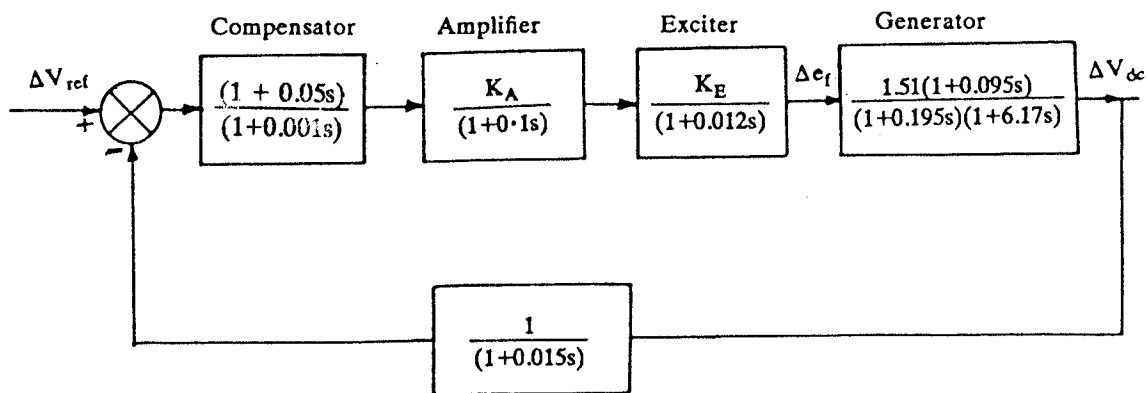 Compensator
Amplifier
Exciter
Generator
ΔV_ref
+
−
(1 + 0.05s)
(1+0.001s)
K_A
(1+0·1s)
K_E
(1+0.012s)
Δe_f
1.51(1+0.095s)
(1+0.195s)(1+6.17s)
ΔV_dc
1
(1+0.015s)